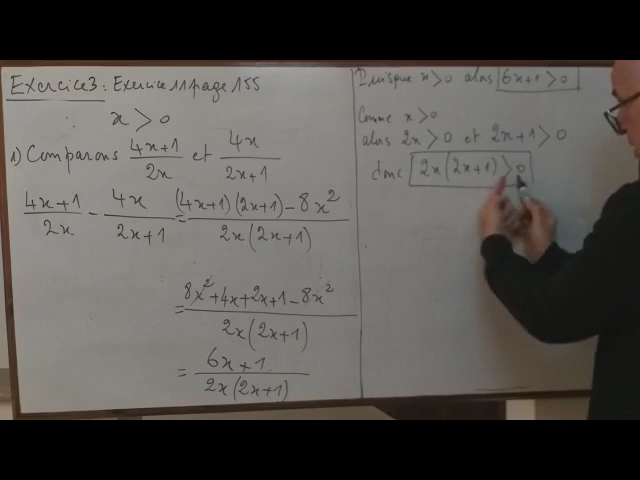 Exercice3 : Exercice 11 page 155
x > 0
1) Comparons (4x+1)/(2x) et (4x)/(2x+1)
(4x+1)/(2x) - (4x)/(2x+1) = ((4x+1)(2x+1) - 8x²)/(2x(2x+1))
= (8x² + 4x + 2x + 1 - 8x²)/(2x(2x+1))
= (6x+1)/(2x(2x+1))
Puisque x > 0 alors 6x+1 > 0
Comme x > 0
alors 2x > 0 et 2x+1 > 0
donc 2x(2x+1) > 0